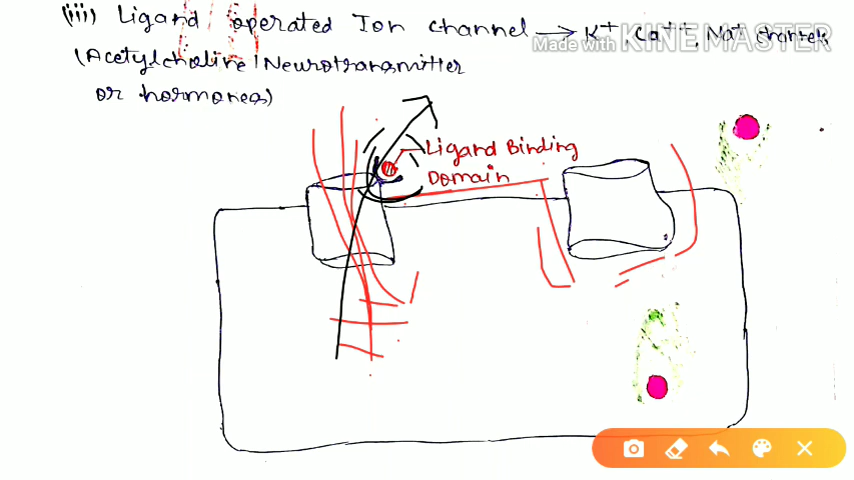 (iii) Ligand operated Ion channel → K+, Ca++, Na+ channels
Made with KINEMASTER
(Acetylcholine/Neurotransmitter
or hormones)
Ligand Binding
Domain